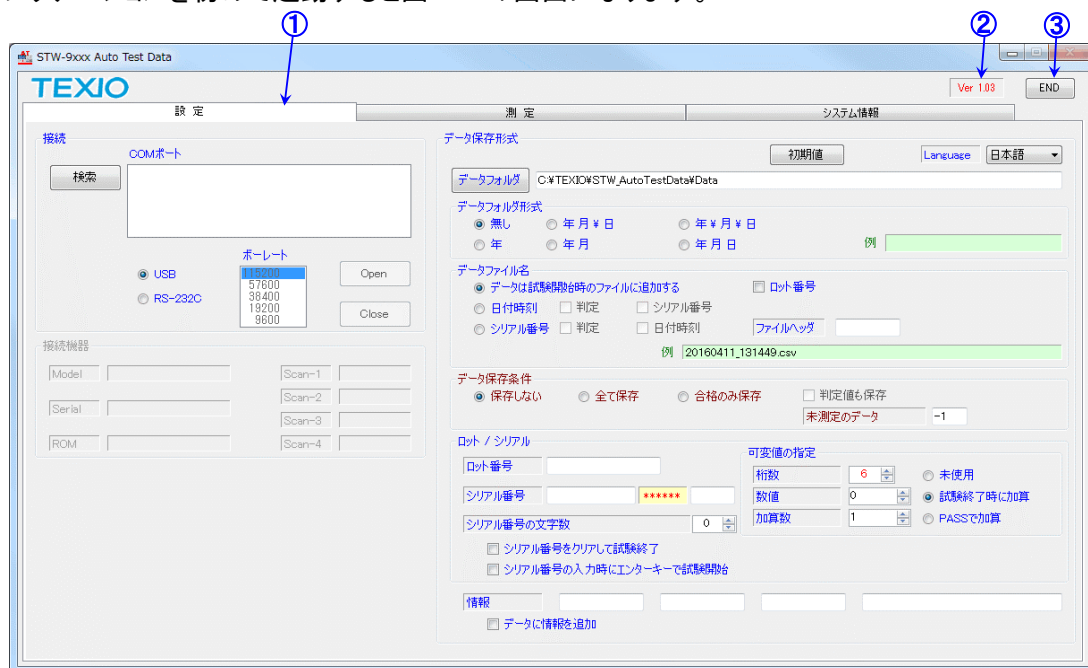 ① ② ③
STW-9xxx Auto Test Data
TEXIO
Ver 1.03 END
設 定 測 定 システム情報
接続
COMポート
検索
USB
RS-232C
ボーレート
115200
57600
38400
19200
9600
Open
Close
接続機器
Model Scan-1
Scan-2
Serial
Scan-3
ROM Scan-4
データ保存形式
初期値 Language 日本語
データフォルダ C:¥TEXIO¥STW_AutoTestData¥Data
データフォルダ形式
無し 年月¥日 年¥月¥日
年 年月 年月日 例
データファイル名
データは試験開始時のファイルに追加する ロット番号
日付時刻 判定 シリアル番号
シリアル番号 判定 日付時刻 ファイルヘッダ
例 20160411_131449.csv
データ保存条件
保存しない 全て保存 合格のみ保存 判定値も保存
未測定のデータ -1
ロット / シリアル
ロット番号
シリアル番号 ******
シリアル番号の文字数 0
可変値の指定
桁数 6 未使用
数値 0 試験終了時に加算
加算数 1 PASSで加算
シリアル番号をクリアして試験終了
シリアル番号の入力時にエンターキーで試験開始
情報
データに情報を追加